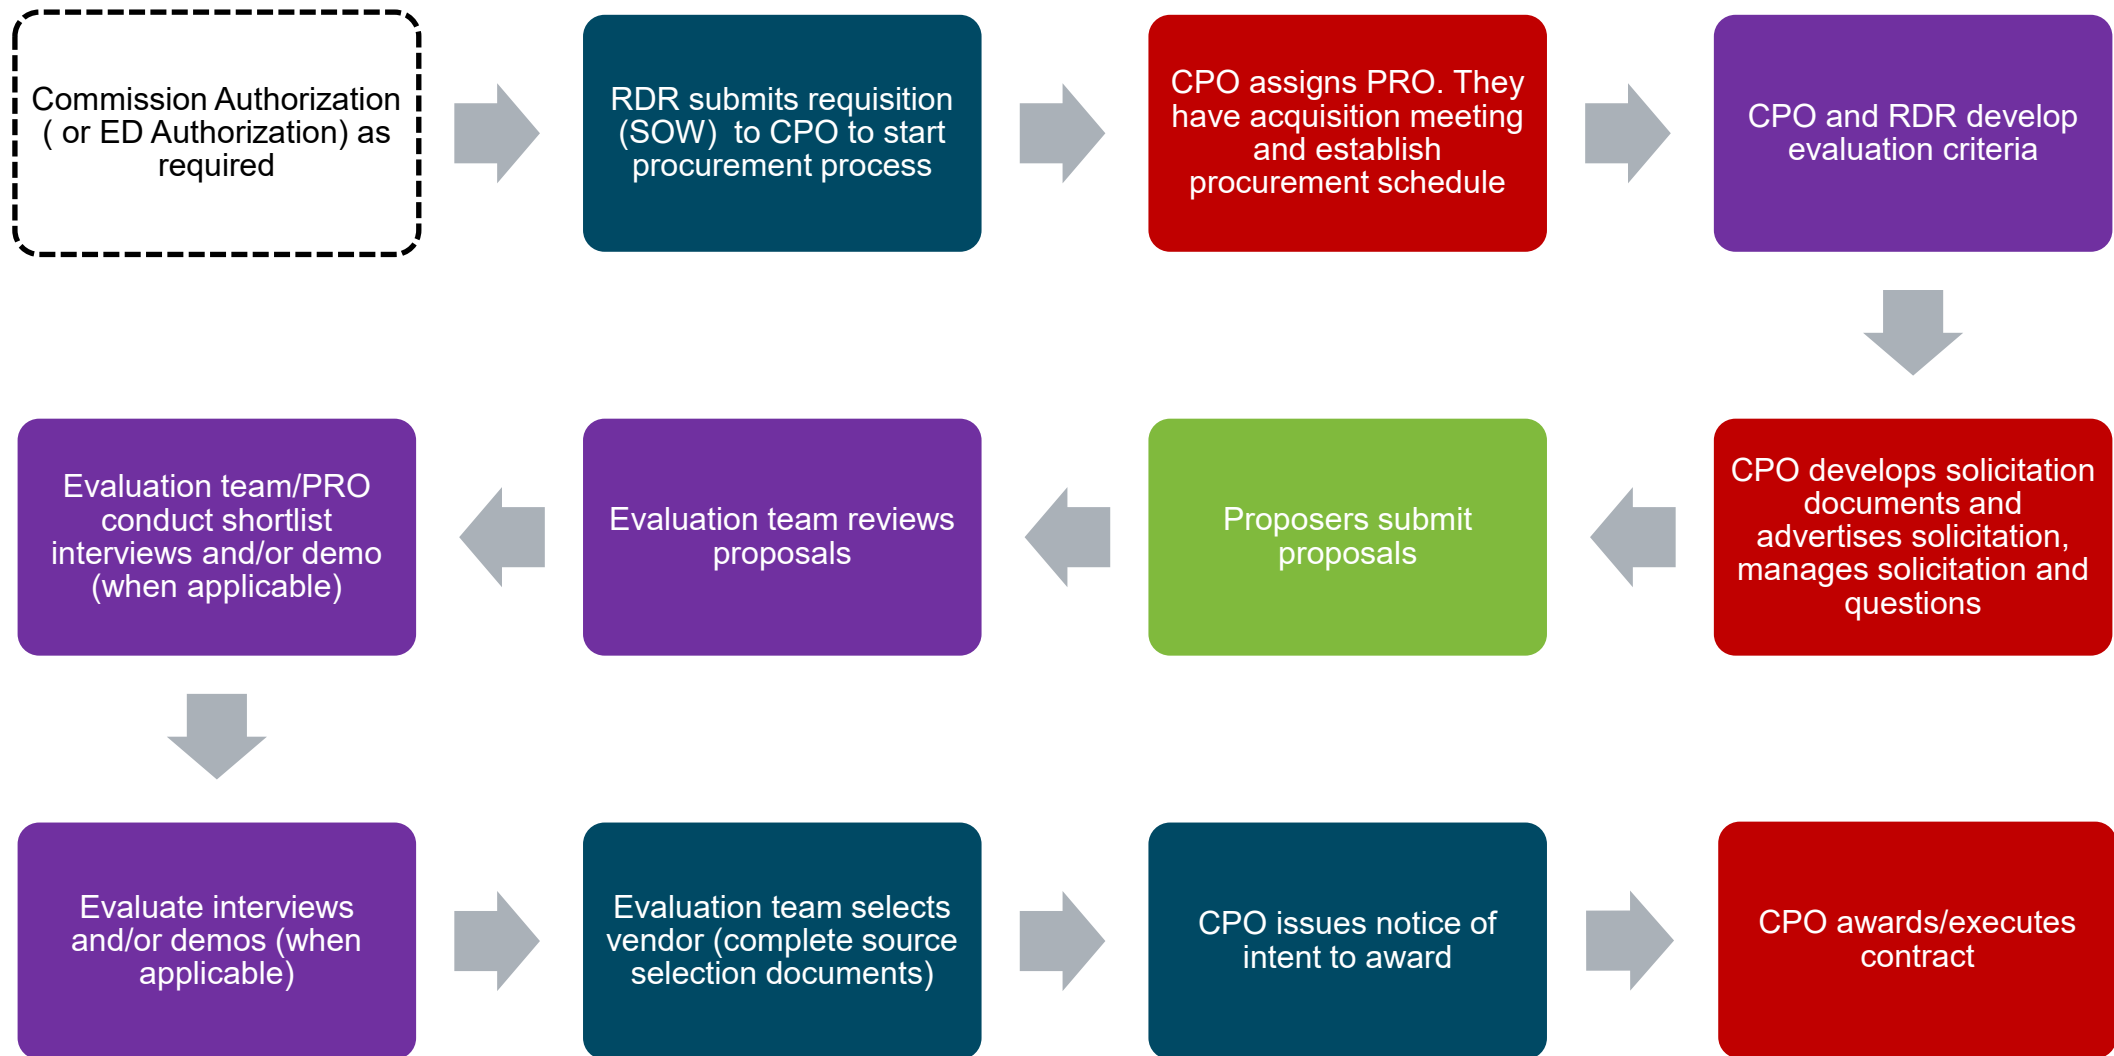 Commission Authorization
( or ED Authorization) as
required
RDR submits requisition
(SOW)  to CPO to start
procurement process
CPO assigns PRO. They
have acquisition meeting
and establish
procurement schedule
CPO and RDR develop
evaluation criteria
CPO develops solicitation
documents and
advertises solicitation,
manages solicitation and
questions
Proposers submit
proposals
Evaluation team reviews
proposals
Evaluation team/PRO
conduct shortlist
interviews and/or demo
(when applicable)
Evaluate interviews
and/or demos (when
applicable)
Evaluation team selects
vendor (complete source
selection documents)
CPO issues notice of
intent to award
CPO awards/executes
contract